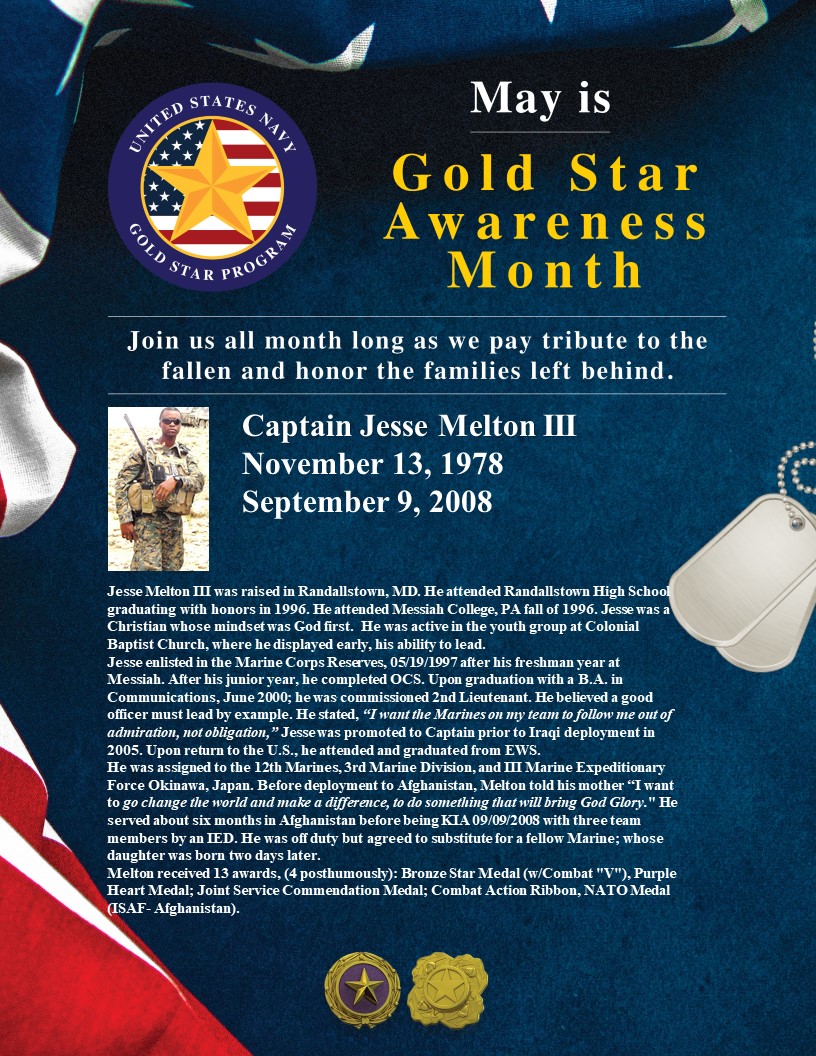 UNITED STATES NAVY
GOLD STAR PROGRAM
May is
Gold Star
Awareness
Month
Join us all month long as we pay tribute to the
fallen and honor the families left behind.
Captain Jesse Melton III
November 13, 1978
September 9, 2008
Jesse Melton III was raised in Randallstown, MD. He attended Randallstown High School
graduating with honors in 1996. He attended Messiah College, PA fall of 1996. Jesse was a
Christian whose mindset was God first.  He was active in the youth group at Colonial
Baptist Church, where he displayed early, his ability to lead.
Jesse enlisted in the Marine Corps Reserves, 05/19/1997 after his freshman year at
Messiah. After his junior year, he completed OCS. Upon graduation with a B.A. in
Communications, June 2000; he was commissioned 2nd Lieutenant. He believed a good
officer must lead by example. He stated, “I want the Marines on my team to follow me out of
admiration, not obligation,” Jesse was promoted to Captain prior to Iraqi deployment in
2005. Upon return to the U.S., he attended and graduated from EWS.
He was assigned to the 12th Marines, 3rd Marine Division, and III Marine Expeditionary
Force Okinawa, Japan. Before deployment to Afghanistan, Melton told his mother “I want
to go change the world and make a difference, to do something that will bring God Glory." He
served about six months in Afghanistan before being KIA 09/09/2008 with three team
members by an IED. He was off duty but agreed to substitute for a fellow Marine; whose
daughter was born two days later.
Melton received 13 awards, (4 posthumously): Bronze Star Medal (w/Combat "V"), Purple
Heart Medal; Joint Service Commendation Medal; Combat Action Ribbon, NATO Medal
(ISAF- Afghanistan).